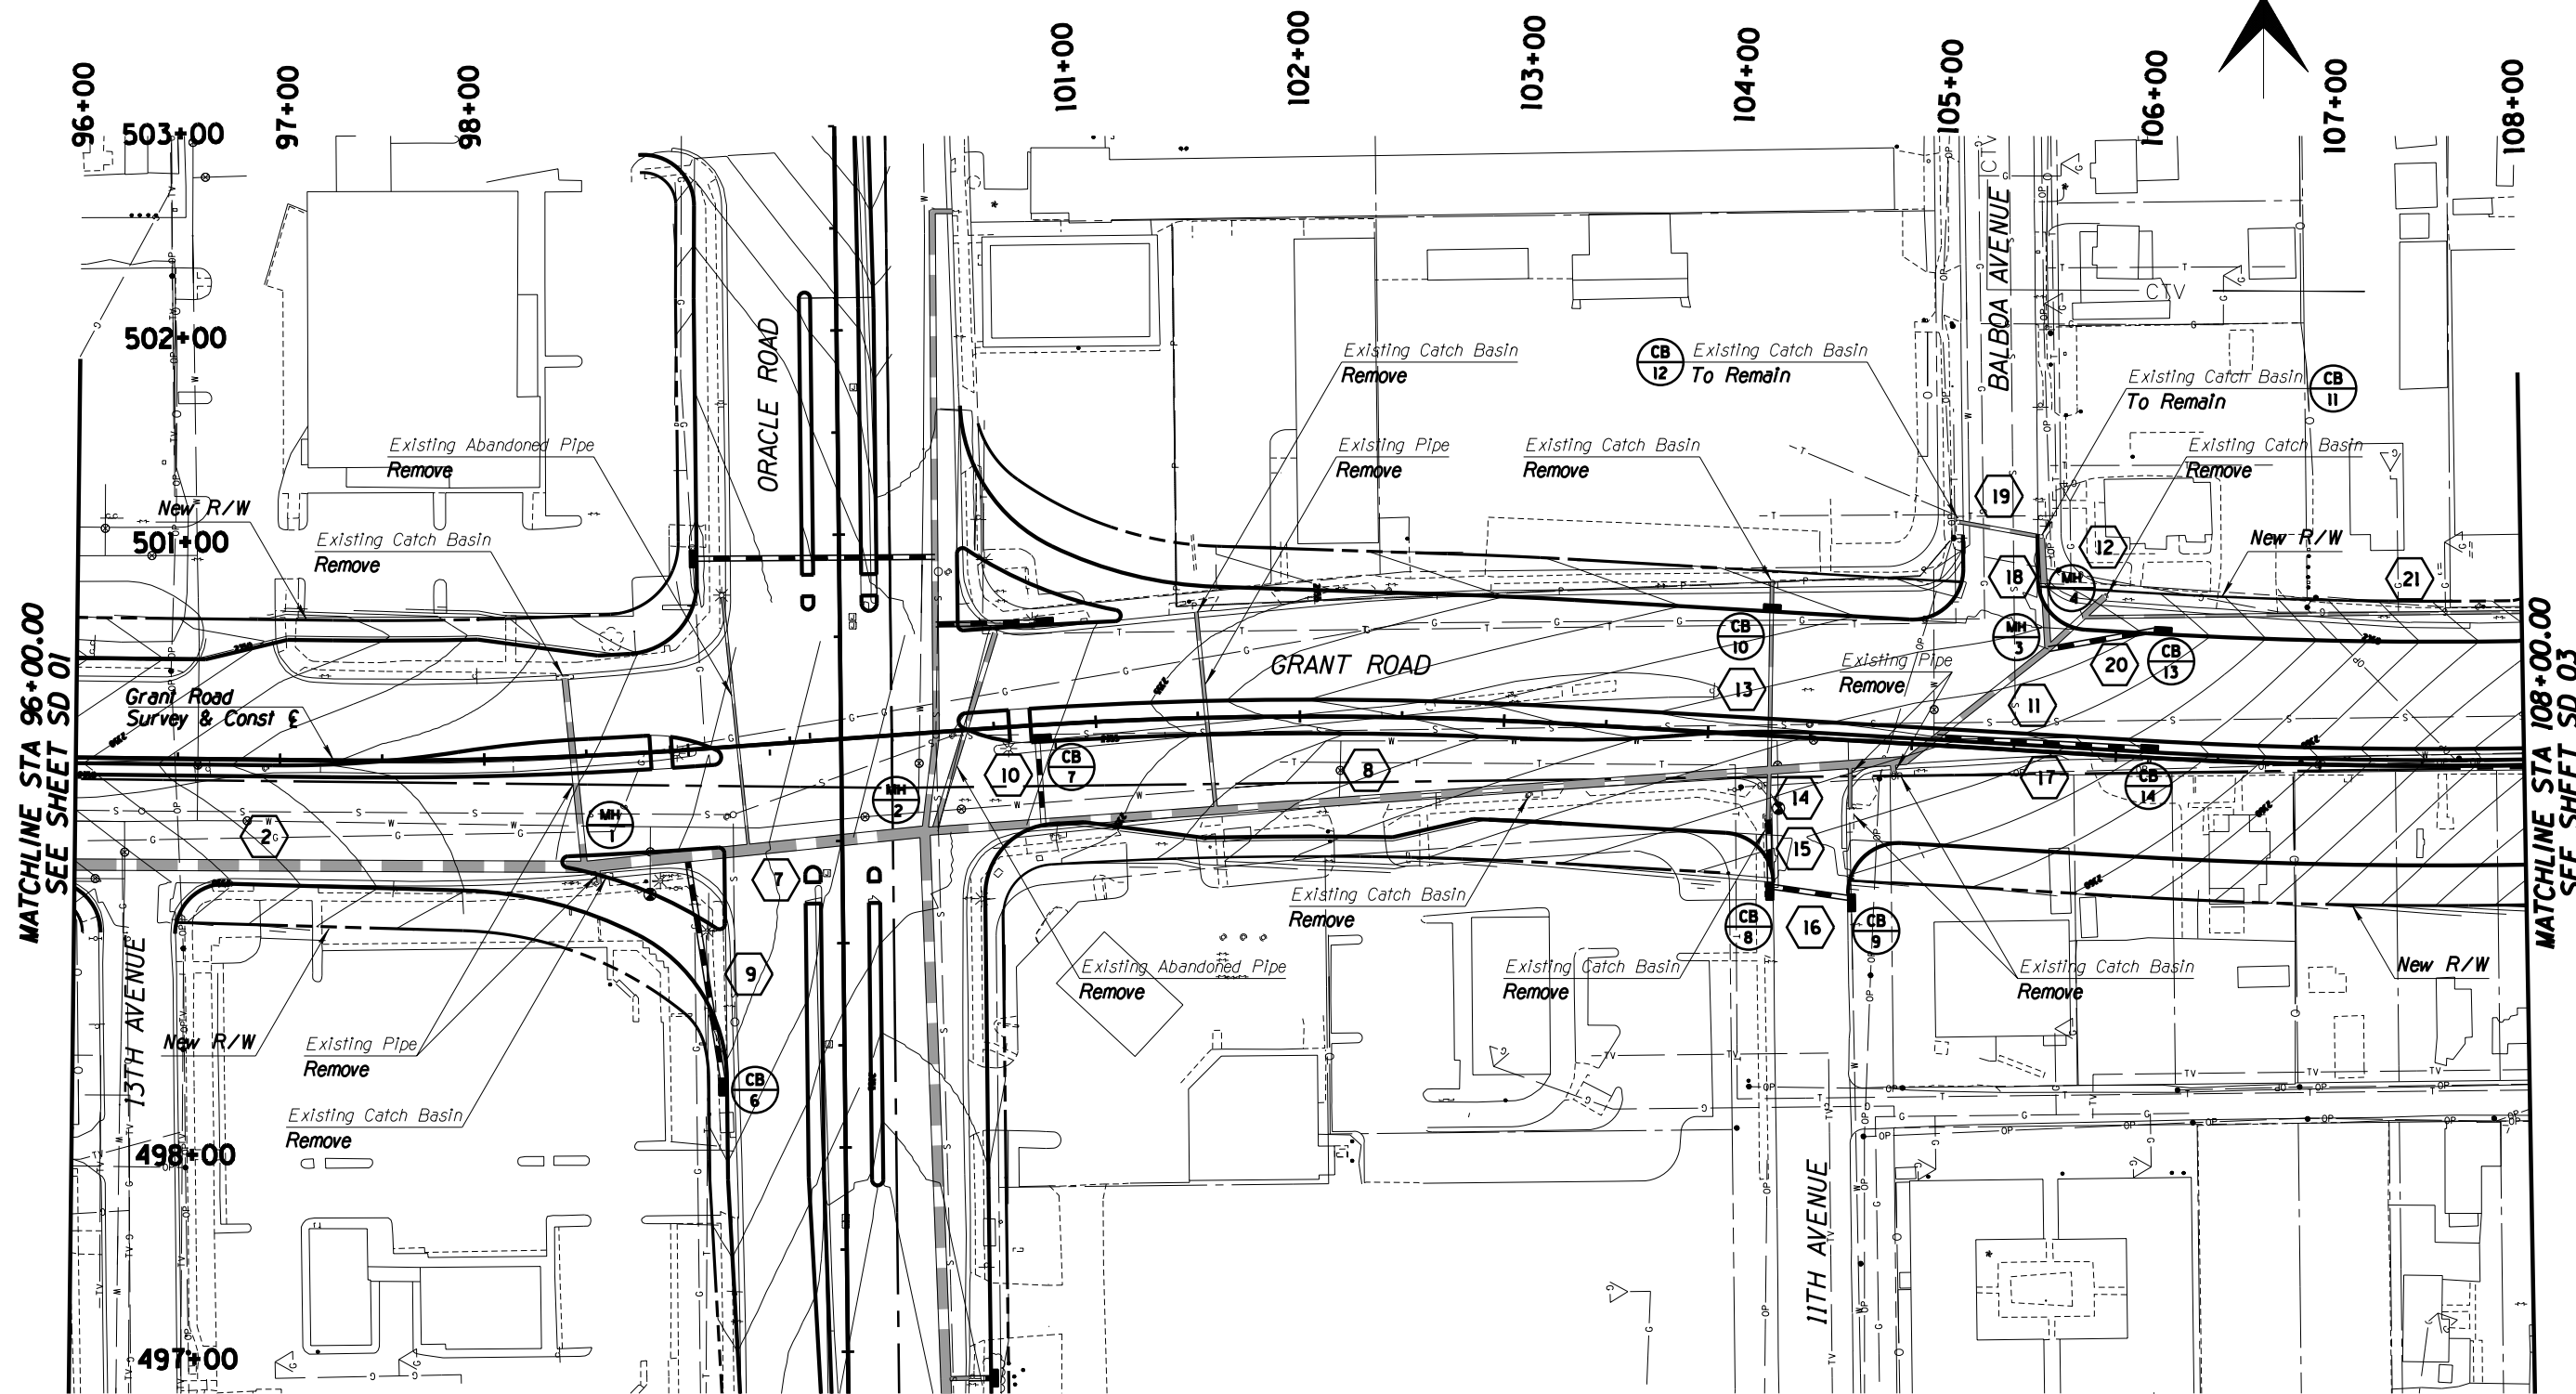 96+00
97+00
98+00
101+00
102+00
103+00
104+00
105+00
106+00
107+00
108+00
503+00
502+00
501+00
498+00
497+00
MATCHLINE STA 96+00.00
SEE SHEET SD 01
MATCHLINE STA 108+00.00
SEE SHEET SD 03
ORACLE ROAD
BALBOA AVENUE
GRANT ROAD
13TH AVENUE
11TH AVENUE
CTV
CTV
Existing Catch Basin
Remove
CB
12
Existing Catch Basin
To Remain
Existing Catch Basin
To Remain
CB
11
Existing Abandoned Pipe
Remove
Existing Pipe
Remove
Existing Catch Basin
Remove
Existing Catch Basin
Remove
New R/W
Existing Catch Basin
Remove
New R/W
19
12
18
MH
4
21
MH
3
CB
10
CB
13
20
Existing Pipe
Remove
13
11
Grant Road
Survey & Const ℄
10
CB
7
8
17
CB
14
MH
2
MH
1
2
14
15
7
Existing Catch Basin
Remove
CB
8
16
CB
9
9
Existing Abandoned Pipe
Remove
Existing Catch Basin
Remove
Existing Catch Basin
Remove
New R/W
New R/W
Existing Pipe
Remove
CB
6
Existing Catch Basin
Remove